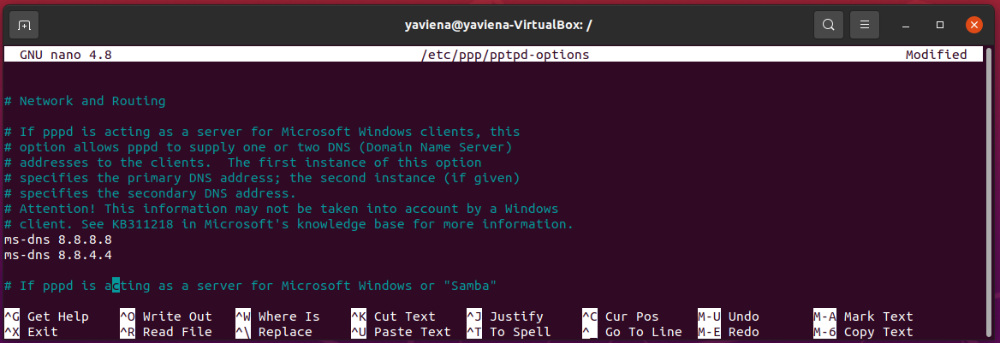 yaviena@yaviena-VirtualBox: /
GNU nano 4.8 /etc/ppp/pptpd-options Modified
# Network and Routing
# If pppd is acting as a server for Microsoft Windows clients, this
# option allows pppd to supply one or two DNS (Domain Name Server)
# addresses to the clients.  The first instance of this option
# specifies the primary DNS address; the second instance (if given)
# specifies the secondary DNS address.
# Attention! This information may not be taken into account by a Windows
# client. See KB311218 in Microsoft's knowledge base for more information.
ms-dns 8.8.8.8
ms-dns 8.8.4.4
# If pppd is acting as a server for Microsoft Windows or "Samba"
^G Get Help ^O Write Out ^W Where Is ^K Cut Text ^J Justify ^C Cur Pos M-U Undo M-A Mark Text
^X Exit ^R Read File ^\ Replace ^U Paste Text ^T To Spell ^_ Go To Line M-E Redo M-6 Copy Text